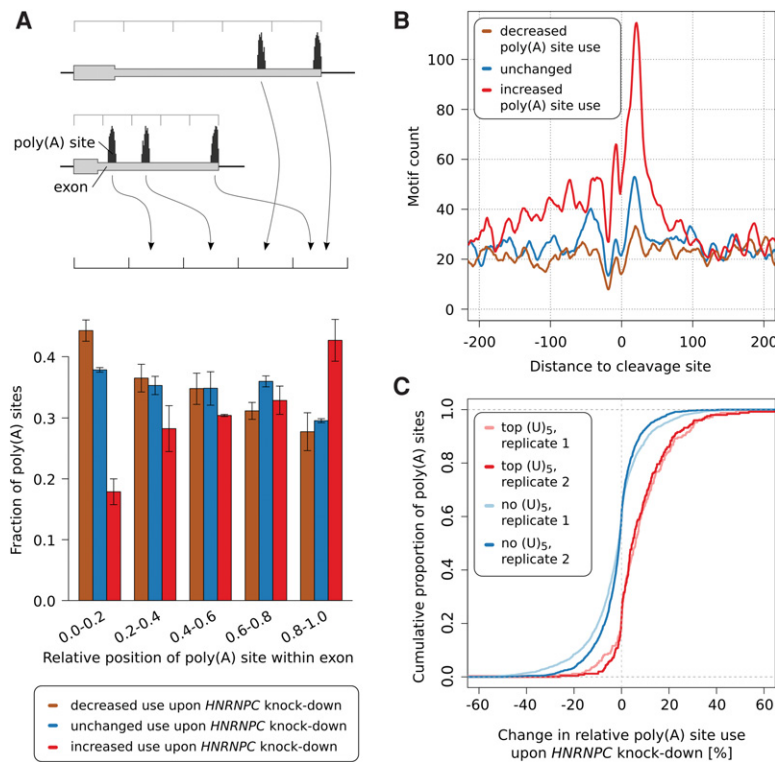 A
poly(A) site
exon
Fraction of poly(A) sites
0.4
0.3
0.2
0.1
0.0
0.0-0.2
0.2-0.4
0.4-0.6
0.6-0.8
0.8-1.0
Relative position of poly(A) site within exon
decreased use upon HNRNPC knock-down
unchanged use upon HNRNPC knock-down
increased use upon HNRNPC knock-down
B
decreased
poly(A) site use
unchanged
increased
poly(A) site use
Motif count
100
80
60
40
20
0
-200
-100
0
100
200
Distance to cleavage site
C
top (U)5,
replicate 1
top (U)5,
replicate 2
no (U)5,
replicate 1
no (U)5,
replicate 2
Cumulative proportion of poly(A) sites
1.0
0.8
0.6
0.4
0.2
0.0
-60
-40
-20
0
20
40
60
Change in relative poly(A) site use
upon HNRNPC knock-down [%]